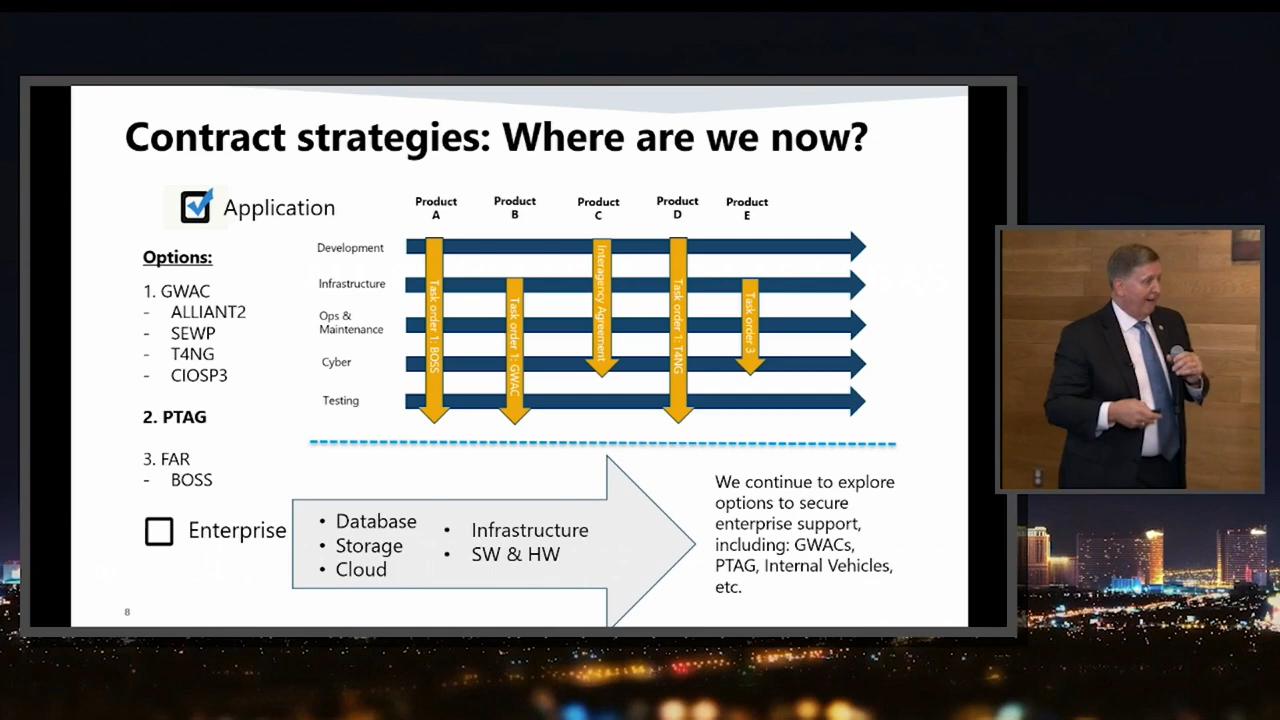 Contract strategies: Where are we now?
Application
Options:
1. GWAC
- ALLIANT2
- SEWP
- T4NG
- CIOSP3
2. PTAG
3. FAR
- BOSS
Product
A
Product
B
Product
C
Product
D
Product
E
Development
Infrastructure
Ops &
Maintenance
Cyber
Testing
Task order 1: BOSS
Task order 1: GWAC
Interagency Agreement
Task order 1: T4NG
Task order 3
Enterprise
• Database
• Storage
• Cloud
• Infrastructure
• SW & HW
We continue to explore
options to secure
enterprise support,
including: GWACs,
PTAG, Internal Vehicles,
etc.
8